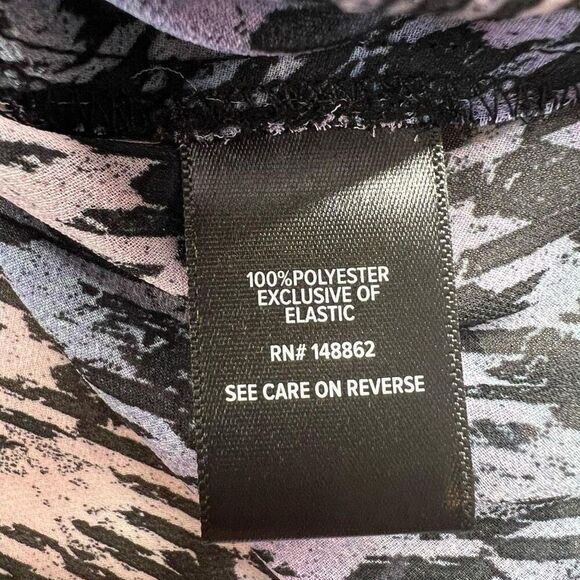 100%POLYESTER
EXCLUSIVE OF
ELASTIC
RN# 148862
SEE CARE ON REVERSE